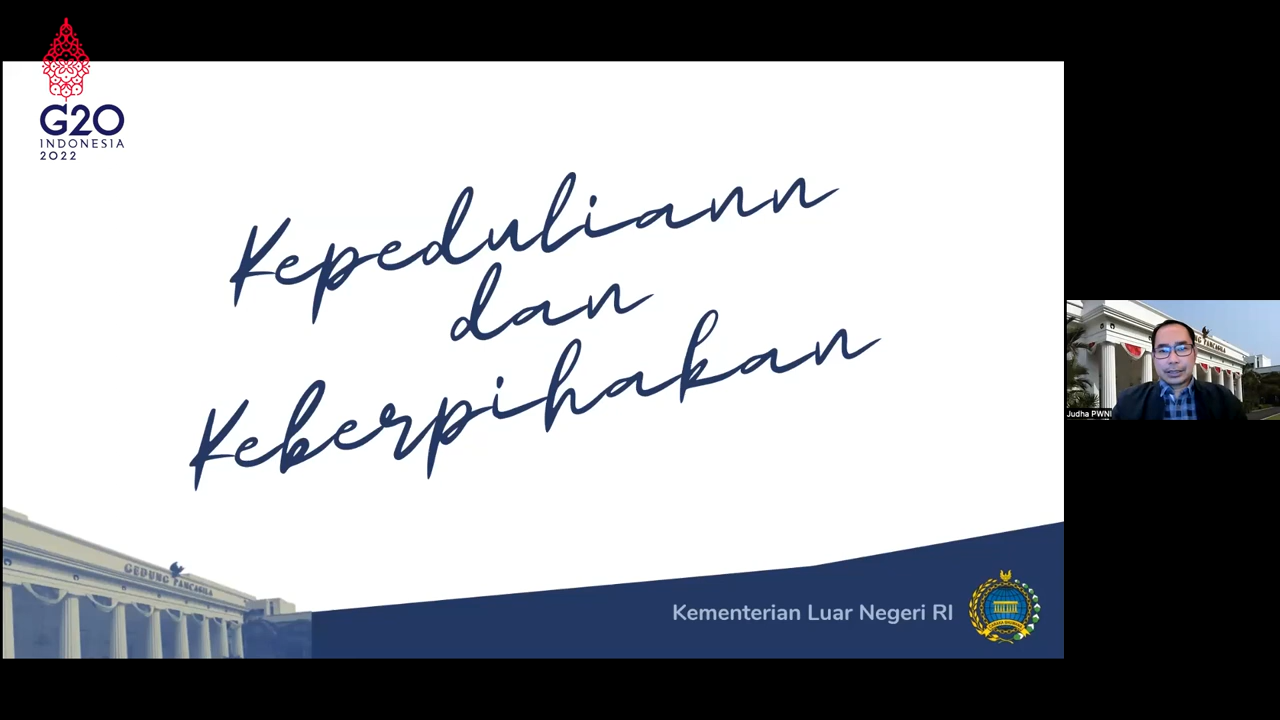 G20
INDONESIA
2022
Kepeduliann
dan
Keberpihakan
GEDUNG PANCASILA
Kementerian Luar Negeri RI
Judha PWNI